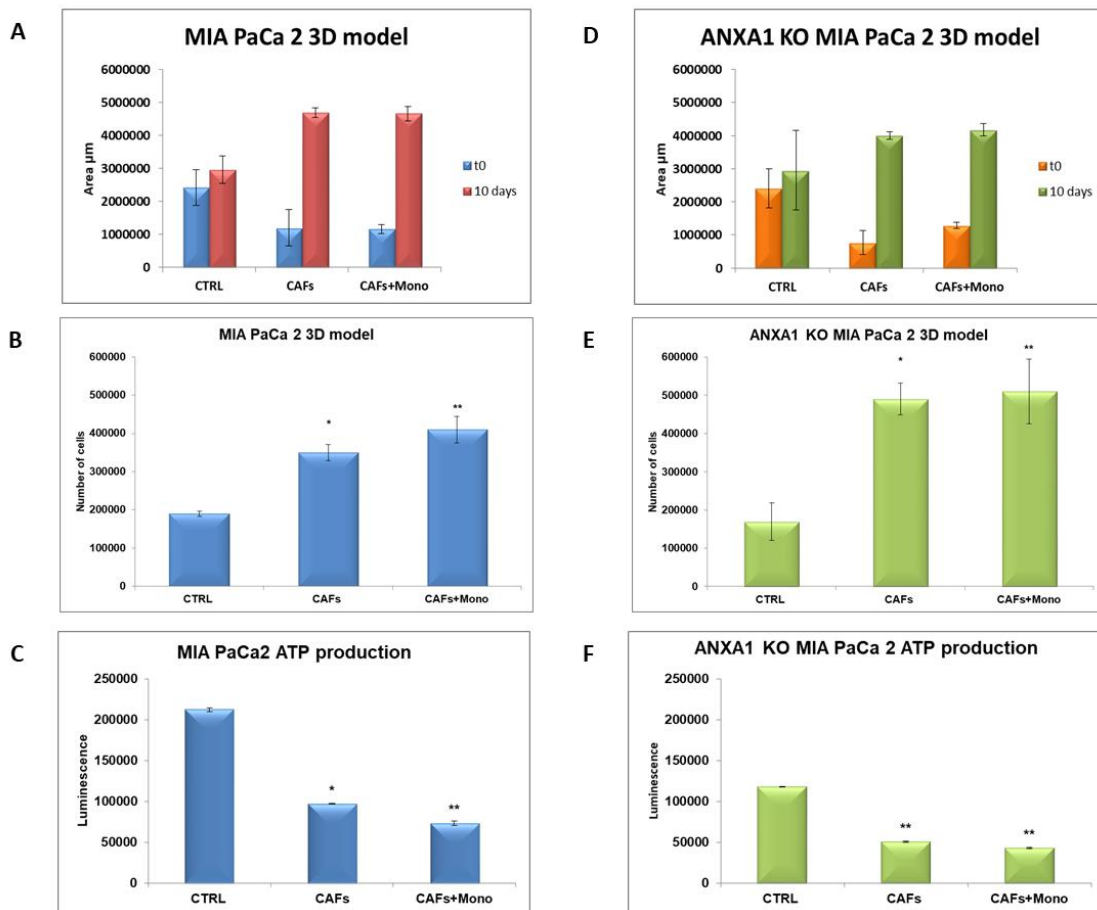 A
MIA PaCa 2 3D model
6000000
5000000
4000000
3000000
2000000
1000000
0
Area µm
CTRL
CAFs
CAFs+Mono
t0
10 days
D
ANXA1 KO MIA PaCa 2 3D model
6000000
5000000
4000000
3000000
2000000
1000000
0
Area µm
CTRL
CAFs
CAFs+Mono
t0
10 days
B
MIA PaCa 2 3D model
600000
500000
400000
300000
200000
100000
0
Number of cells
*
**
CTRL
CAFs
CAFs+Mono
E
ANXA1 KO MIA PaCa 2 3D model
600000
500000
400000
300000
200000
100000
0
Number of cells
*
**
CTRL
CAFs
CAFs+Mono
C
MIA PaCa2 ATP production
250000
200000
150000
100000
50000
0
Luminescence
*
**
CTRL
CAFs
CAFs+Mono
F
ANXA1 KO MIA PaCa 2 ATP production
250000
200000
150000
100000
50000
0
Luminescence
**
**
CTRL
CAFs
CAFs+Mono